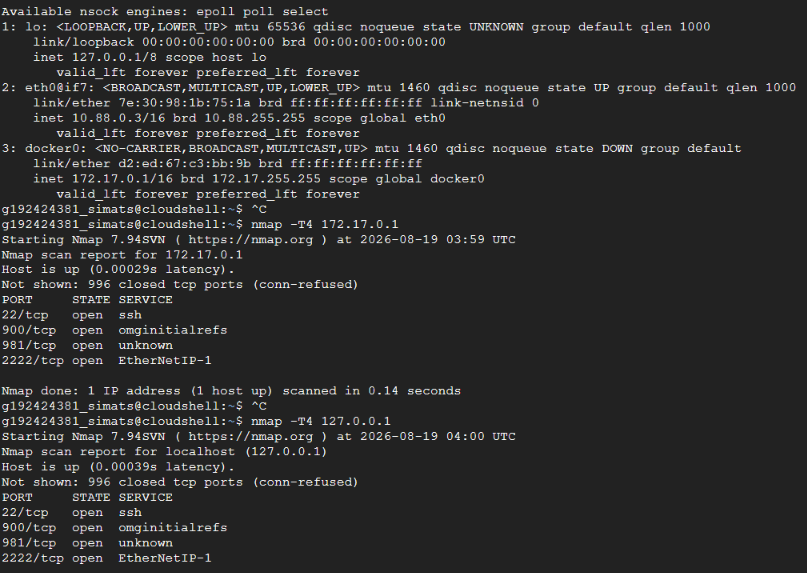 Available nsock engines: epoll poll select
1: lo: <LOOPBACK,UP,LOWER_UP> mtu 65536 qdisc noqueue state UNKNOWN group default qlen 1000
    link/loopback 00:00:00:00:00:00 brd 00:00:00:00:00:00
    inet 127.0.0.1/8 scope host lo
       valid_lft forever preferred_lft forever
2: eth0@if7: <BROADCAST,MULTICAST,UP,LOWER_UP> mtu 1460 qdisc noqueue state UP group default qlen 1000
    link/ether 7e:30:98:1b:75:1a brd ff:ff:ff:ff:ff:ff link-netnsid 0
    inet 10.88.0.3/16 brd 10.88.255.255 scope global eth0
       valid_lft forever preferred_lft forever
3: docker0: <NO-CARRIER,BROADCAST,MULTICAST,UP> mtu 1460 qdisc noqueue state DOWN group default
    link/ether d2:ed:67:c3:bb:9b brd ff:ff:ff:ff:ff:ff
    inet 172.17.0.1/16 brd 172.17.255.255 scope global docker0
       valid_lft forever preferred_lft forever
g192424381_simats@cloudshell:~$ ^C
g192424381_simats@cloudshell:~$ nmap -T4 172.17.0.1
Starting Nmap 7.94SVN ( https://nmap.org ) at 2026-08-19 03:59 UTC
Nmap scan report for 172.17.0.1
Host is up (0.00029s latency).
Not shown: 996 closed tcp ports (conn-refused)
PORT     STATE SERVICE
22/tcp   open  ssh
900/tcp  open  omginitialrefs
981/tcp  open  unknown
2222/tcp open  EtherNetIP-1

Nmap done: 1 IP address (1 host up) scanned in 0.14 seconds
g192424381_simats@cloudshell:~$ ^C
g192424381_simats@cloudshell:~$ nmap -T4 127.0.0.1
Starting Nmap 7.94SVN ( https://nmap.org ) at 2026-08-19 04:00 UTC
Nmap scan report for localhost (127.0.0.1)
Host is up (0.00039s latency).
Not shown: 996 closed tcp ports (conn-refused)
PORT     STATE SERVICE
22/tcp   open  ssh
900/tcp  open  omginitialrefs
981/tcp  open  unknown
2222/tcp open  EtherNetIP-1